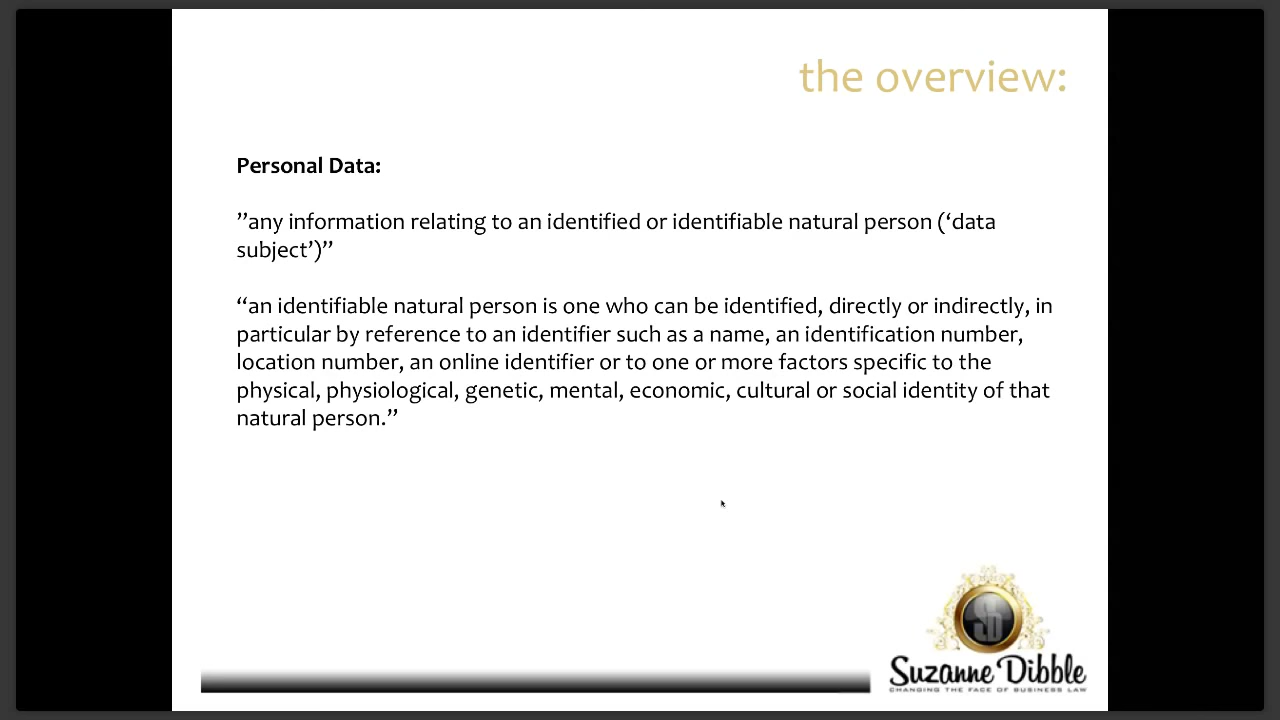 the overview:
Personal Data:
”any information relating to an identified or identifiable natural person (‘data
subject’)”
“an identifiable natural person is one who can be identified, directly or indirectly, in
particular by reference to an identifier such as a name, an identification number,
location number, an online identifier or to one or more factors specific to the
physical, physiological, genetic, mental, economic, cultural or social identity of that
natural person.”
SD
Suzanne Dibble
CHANGING THE FACE OF BUSINESS LAW